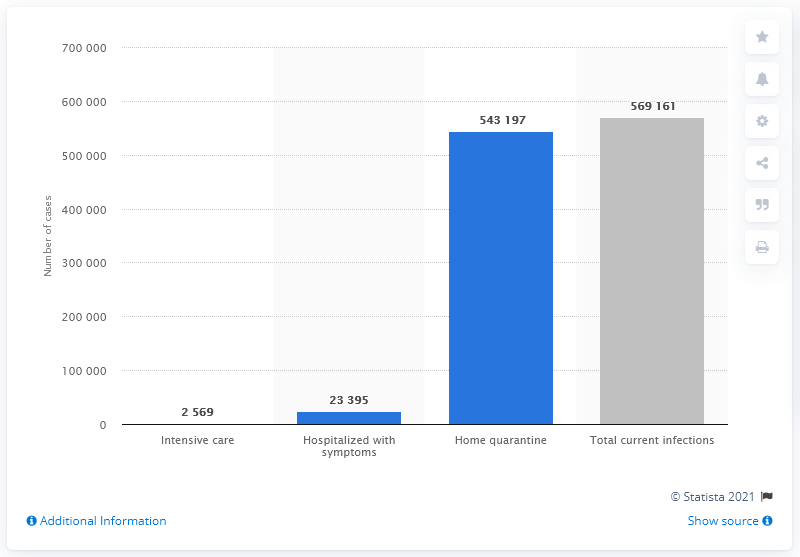 700 000
600 000
500 000
400 000
300 000
200 000
100 000
0
Number of cases
2 569
23 395
543 197
569 161
Intensive care
Hospitalized with
symptoms
Home quarantine
Total current infections
© Statista 2021
Additional Information
Show source